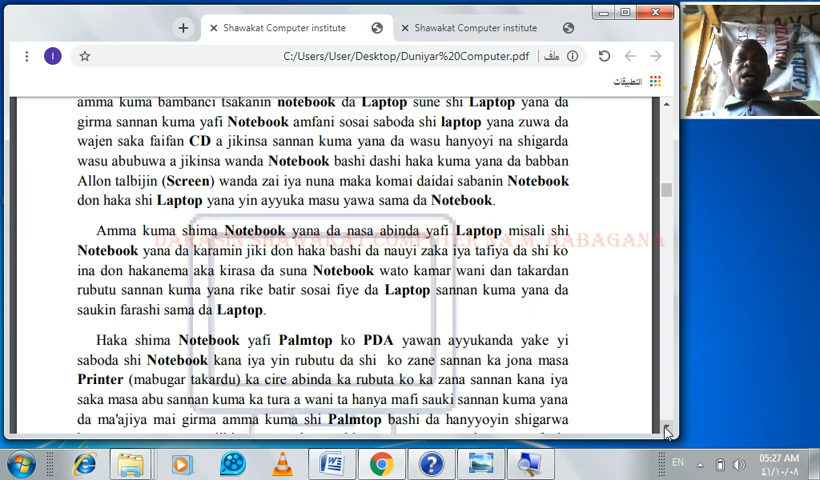 Shawakat Computer institute
Shawakat Computer institute
I
C:/Users/User/Desktop/Duniyar%20Computer.pdf
ملف
التطبيقات
amma kuma bambanci tsakanin notebook da Laptop sune shi Laptop yana da
girma sannan kuma yafi Notebook amfani sosai saboda shi laptop yana zuwa da
wajen saka faifan CD a jikinsa sannan kuma yana da wasu hanyoyi na shigarda
wasu abubuwa a jikinsa wanda Notebook bashi dashi haka kuma yana da babban
Allon talbijin (Screen) wanda zai iya nuna maka komai daidai sabanin Notebook
don haka shi Laptop yana yin ayyuka masu yawa sama da Notebook.
Amma kuma shima Notebook yana da nasa abinda yafi Laptop misali shi
DARASIN SHAWAKAT COMPUTER NA M. BABAGANA
Notebook yana da karamin jiki don haka bashi da nauyi zaka iya tafiya da shi ko
ina don hakanema aka kirasa da suna Notebook wato kamar wani dan takardan
rubutu sannan kuma yana rike batir sosai fiye da Laptop sannan kuma yana da
saukin farashi sama da Laptop.
Haka shima Notebook yafi Palmtop ko PDA yawan ayyukanda yake yi
saboda shi Notebook kana iya yin rubutu da shi ko zane sannan ka jona masa
Printer (mabugar takardu) ka cire abinda ka rubuta ko ka zana sannan kana iya
saka masa abu sannan kuma ka tura a wani ta hanya mafi sauki sannan kuma yana
da ma'ajiya mai girma amma kuma shi Palmtop bashi da hanyyoyin shigarwa
EN
05:27 AM
٤١/١٠/٠٨